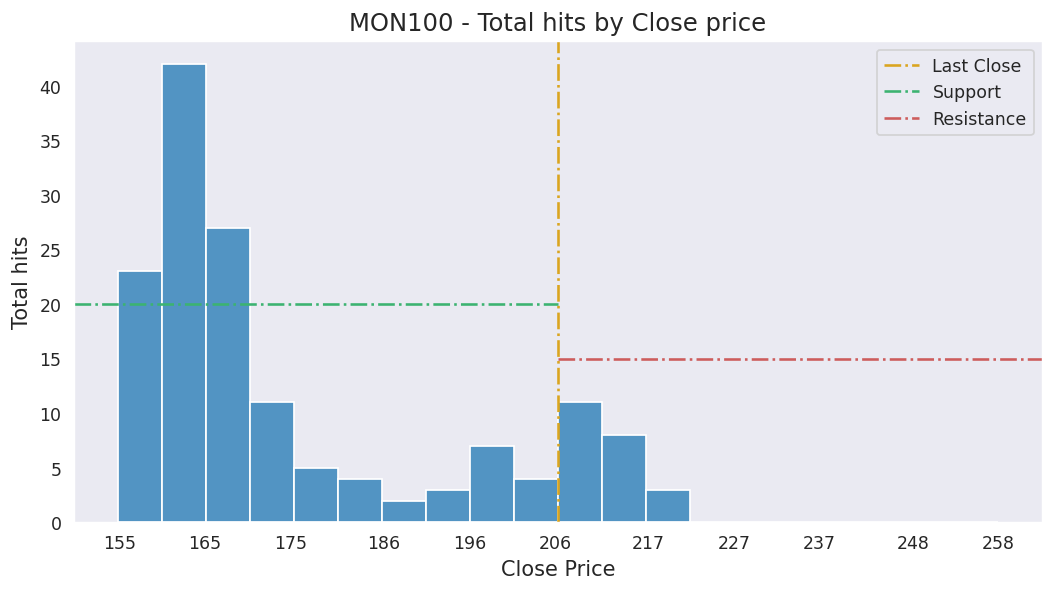 MON100 - Total hits by Close price
Last Close
Support
Resistance
Total hits
40
35
30
25
20
15
10
5
0
155 165 175 186 196 206 217 227 237 248 258
Close Price